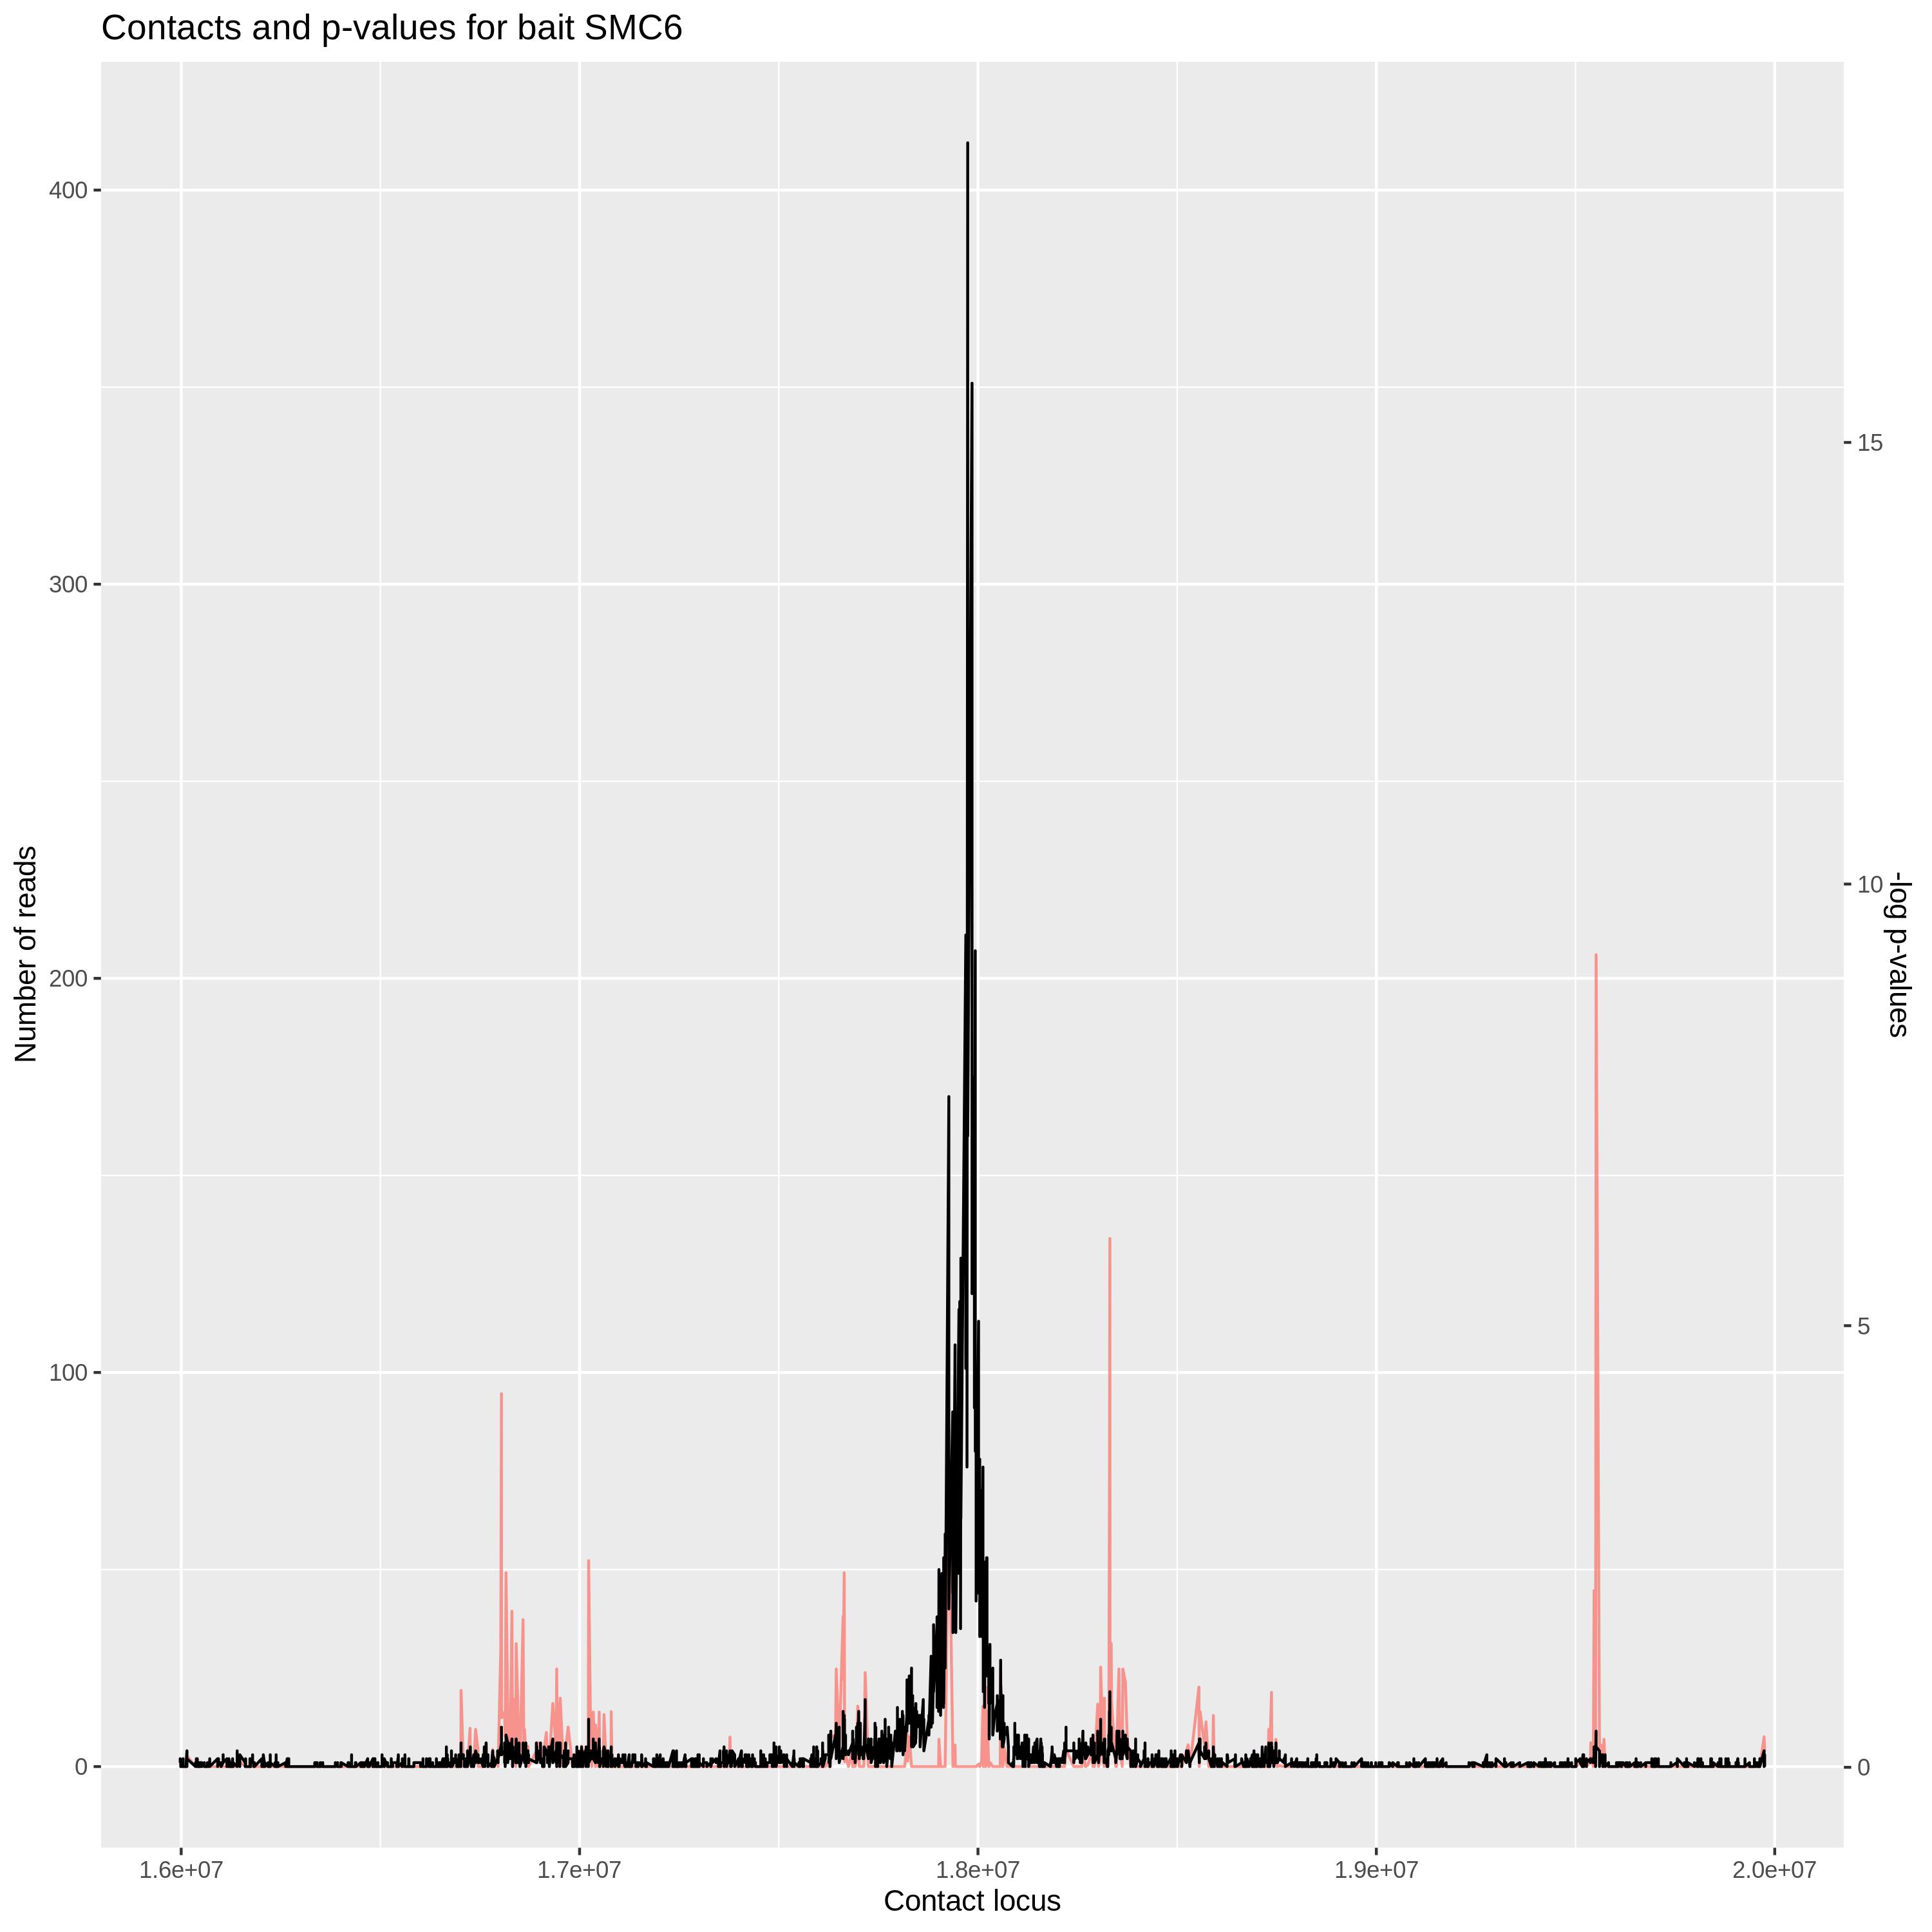 Contacts and p-values for bait SMC6
400
300
200
100
0
Number of reads
15
10
5
0
-log p-values
1.6e+07 1.7e+07 1.8e+07 1.9e+07 2.0e+07
Contact locus